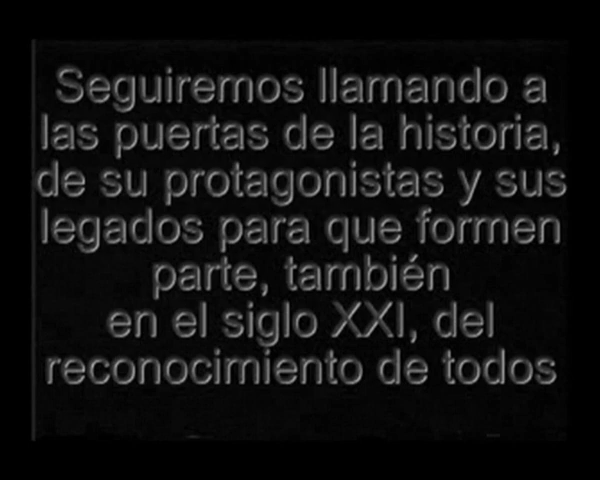 Seguiremos llamando a
las puertas de la historia,
de su protagonistas y sus
legados para que formen
parte, también
en el siglo XXI, del
reconocimiento de todos